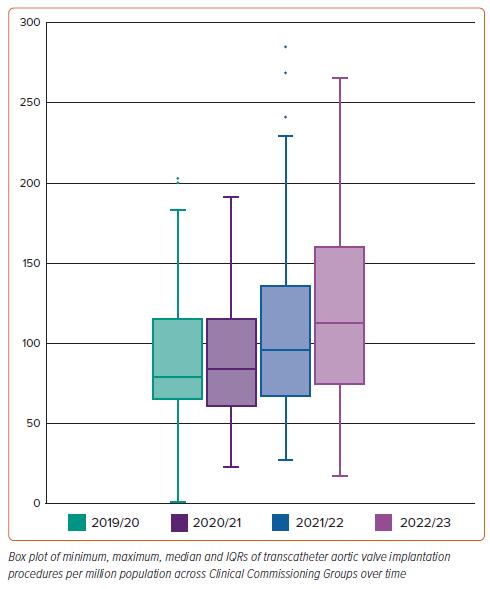 300
250
200
150
100
50
0
2019/20 2020/21 2021/22 2022/23
Box plot of minimum, maximum, median and IQRs of transcatheter aortic valve implantation
procedures per million population across Clinical Commissioning Groups over time